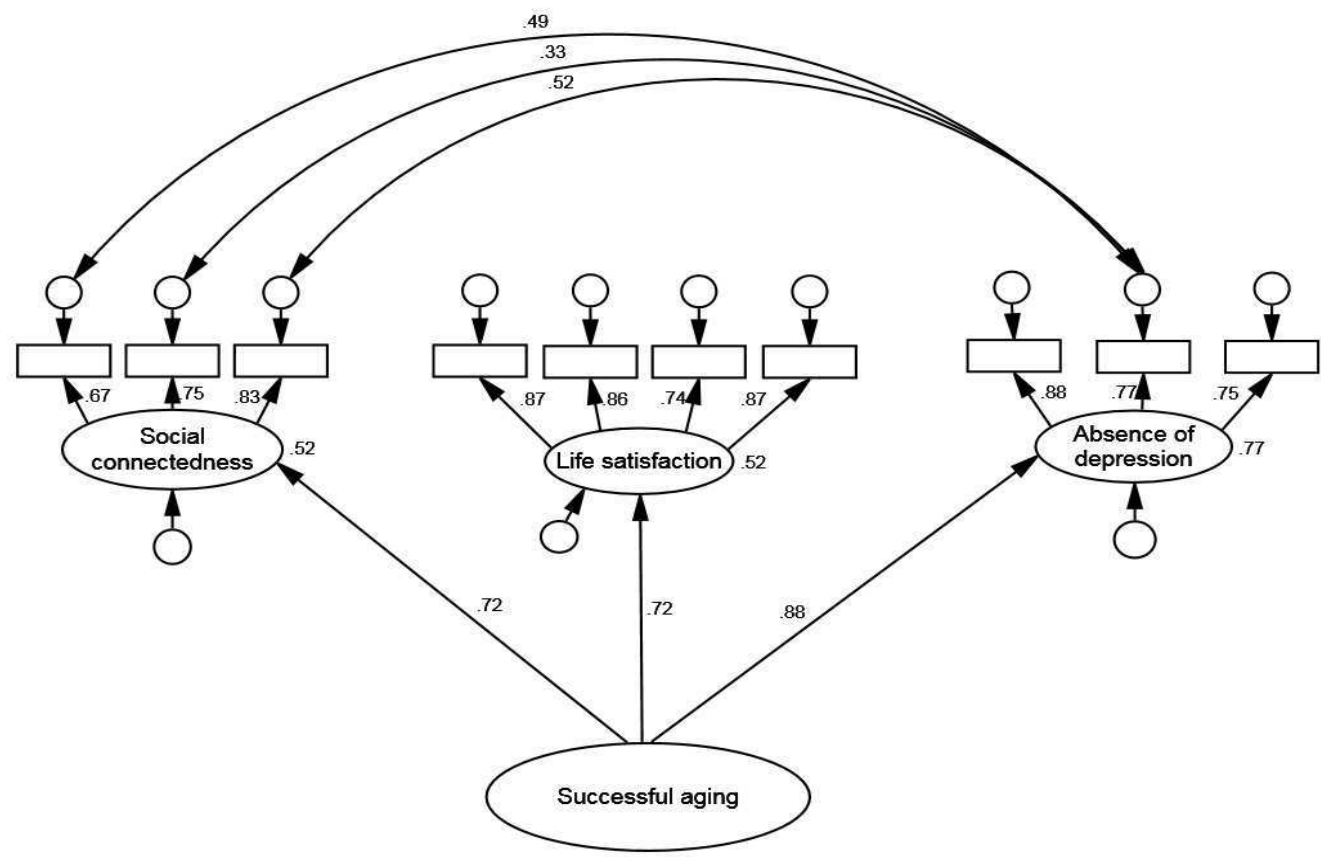 .49
.33
.52
.67 .75 .83 .87 .86 .74 .87 .88 .77 .75
Social
connectedness
.52
Life satisfaction
.52
Absence of
depression
.77
.72 .72 .88
Successful aging